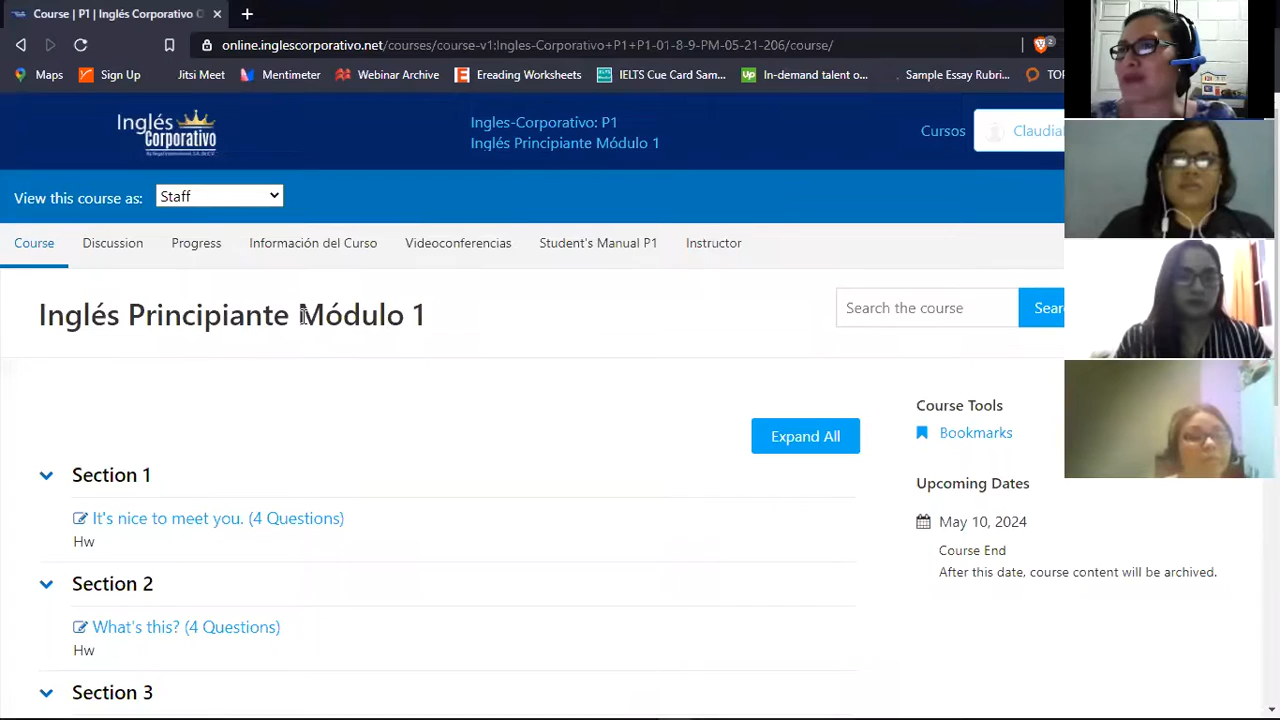 Course | P1 | Inglés Corporativo O
online.inglescorporativo.net/courses/course-v1:Ingles-Corporativo+P1+P1-01-8-9-PM-05-21-206/course/
2
Maps
Sign Up
Jitsi Meet
Mentimeter
Webinar Archive
Ending Worksheets
IELTS Cue Card Sam...
In-demand talent o...
Sample Essay Rubri...
Inglés
Corporativo
Ingles-Corporativo: P1
Inglés Principiante Módulo 1
Cursos
Claudia
View this course as:
Staff
Course
Discussion
Progress
Información del Curso
Videoconferencias
Student's Manual P1
Instructor
Inglés Principiante Módulo 1
Search the course
Sear
Expand All
Section 1
It's nice to meet you. (4 Questions)
Hw
Section 2
What's this? (4 Questions)
Hw
Section 3
Course Tools
Bookmarks
Upcoming Dates
May 10, 2024
Course End
After this date, course content will be archived.